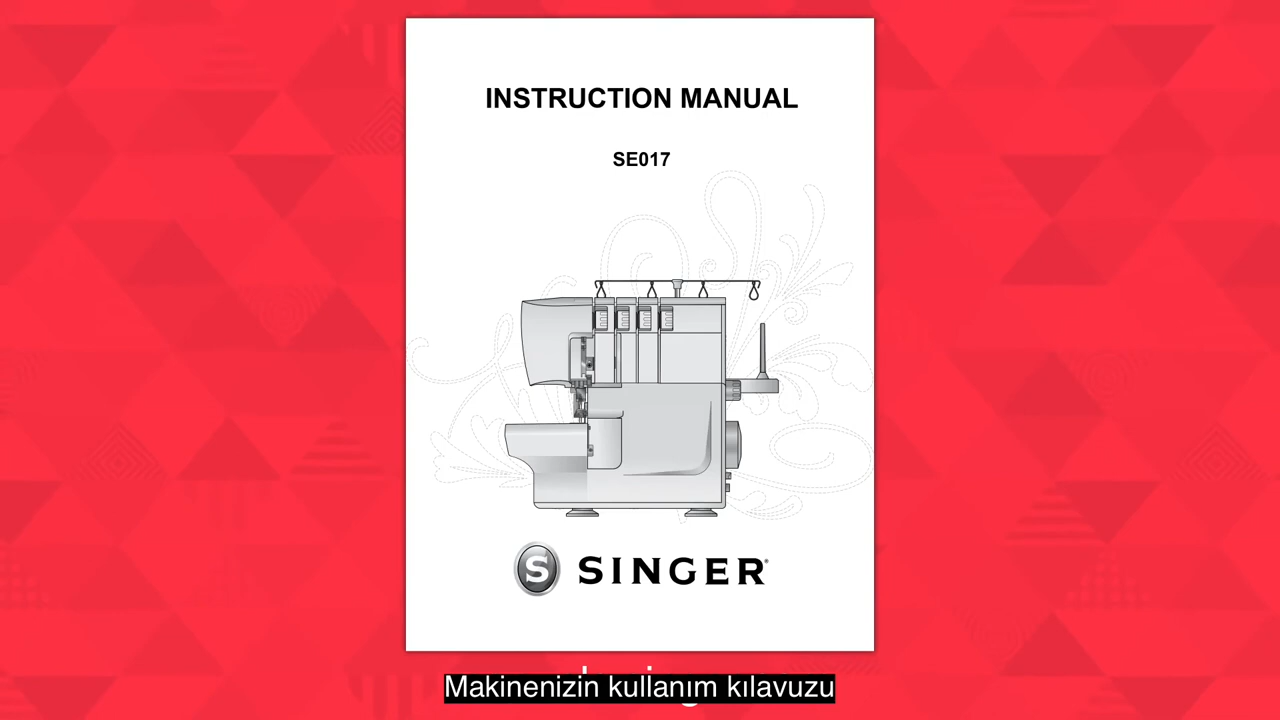 INSTRUCTION MANUAL
SE017
S SINGER®
Makinenizin kullanım kılavuzu